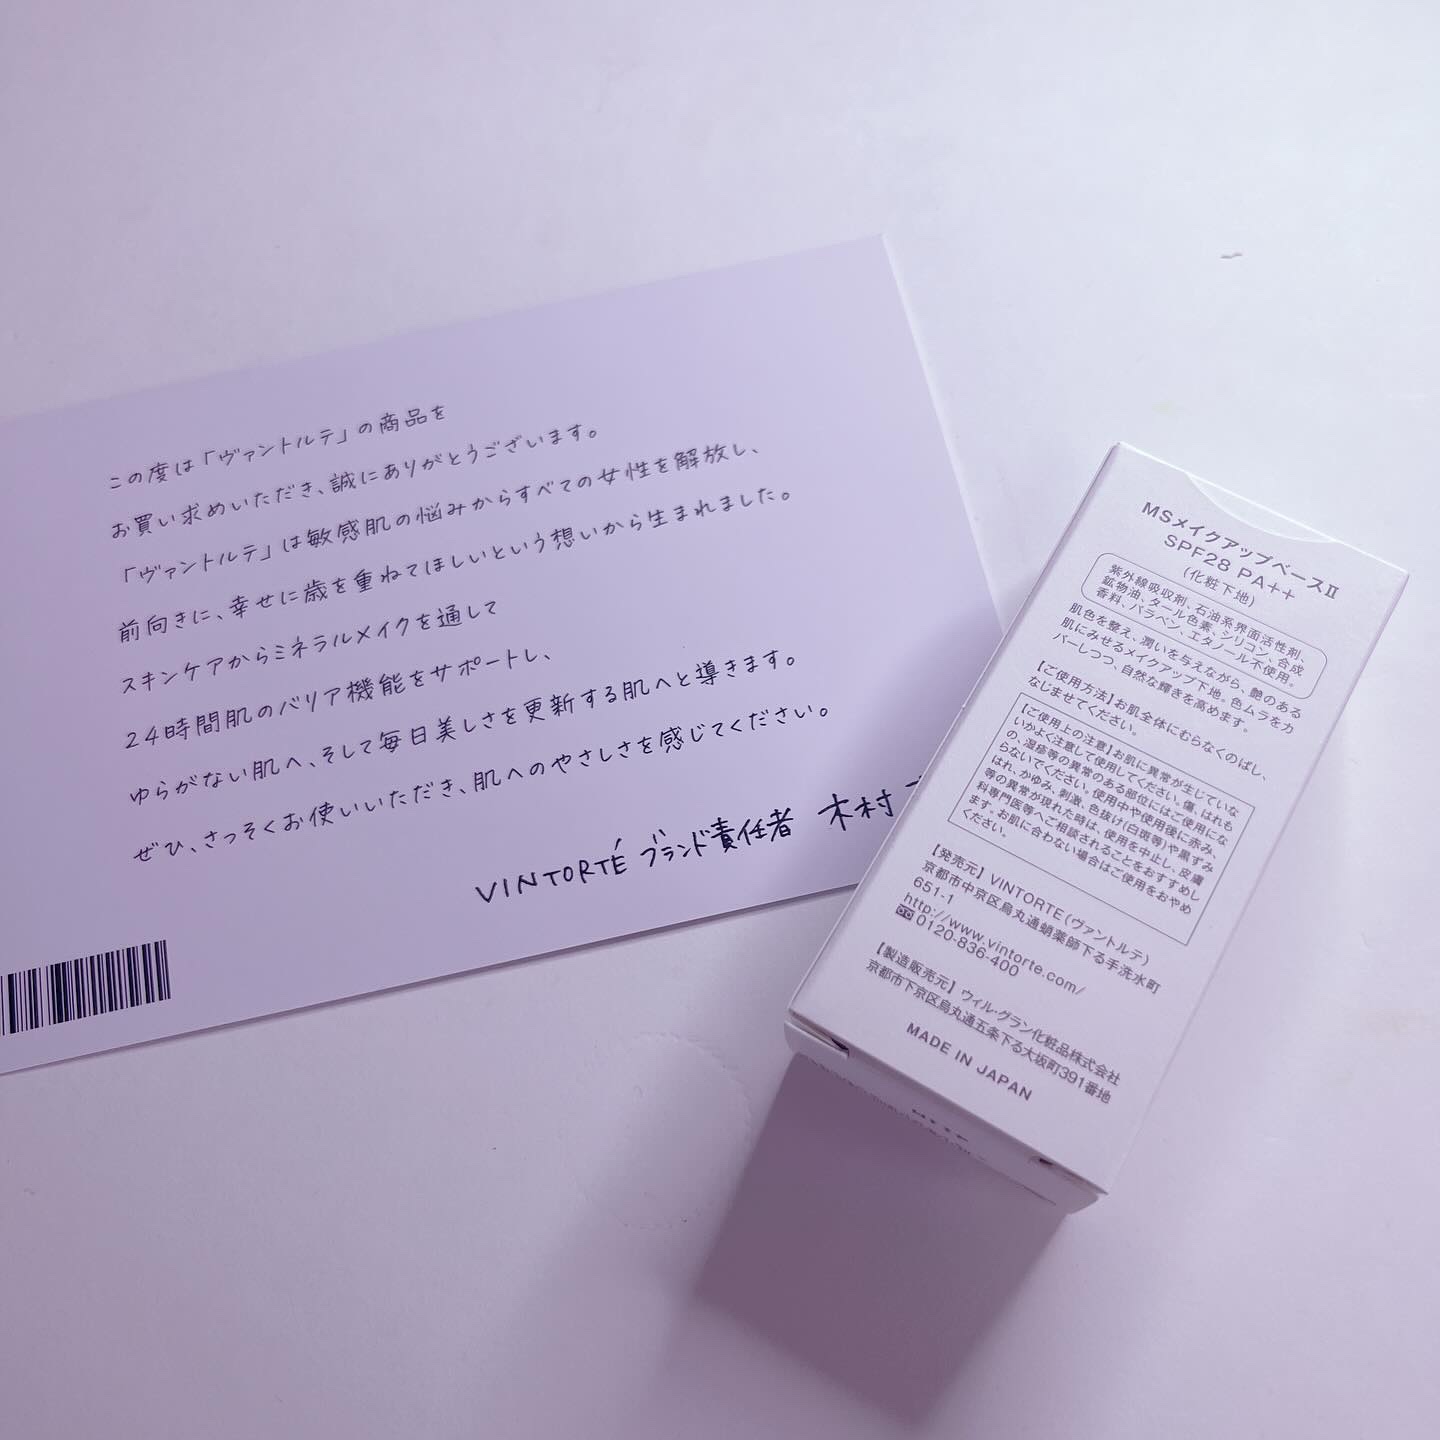 この度は「ヴァントルテ」の商品を
お買い求めいただき、誠にありがとうございます。
「ヴァントルテ」は敏感肌の悩みからすべての女性を解放し、
前向きに、幸せに歳を重ねてほしいという想いから生まれました。
スキンケアからミネラルメイクを通して
24時間肌のバリア機能をサポートし、
ゆらがない肌へ、そして毎日美しさを更新する肌へと導きます。
ぜひ、さっそくお使いいただき、肌へのやさしさを感じてください。
VINTORTÉ ブランド責任者 木村
MSメイクアップベースⅡ
SPF28 PA++
(化粧下地)
紫外線吸収剤、石油系界面活性剤、
鉱物油、タール色素、シリコン、合成
香料、パラベン、エタノール不使用。
肌色を整え、潤いを与えながら、艶のある
肌にみせるメイクアップ下地。色ムラをカ
バーしつつ、自然な輝きを高めます。
【ご使用方法】お肌全体にむらなくのばし、
なじませてください。
【ご使用上の注意】お肌に異常が生じていな
いかよく注意して使用してください。傷、はれも
の、湿疹等の異常のある部位にはご使用にな
らないでください。使用中や使用後に赤み、
はれ、かゆみ、刺激、色抜け(白斑等)や黒ずみ
等の異常が現れた時は、使用を中止し、皮膚
科専門医等へご相談されることをおすすめし
ます。お肌に合わない場合はご使用をおやめ
ください。
【発売元】VINTORTE(ヴァントルテ)
京都市中京区烏丸通蛸薬師下る手洗水町
651-1
http://www.vintorte.com/
0120-836-400
【製造販売元】ウィル・グラン化粧品株式会社
京都市下京区烏丸通五条下る大坂町391番地
MADE IN JAPAN